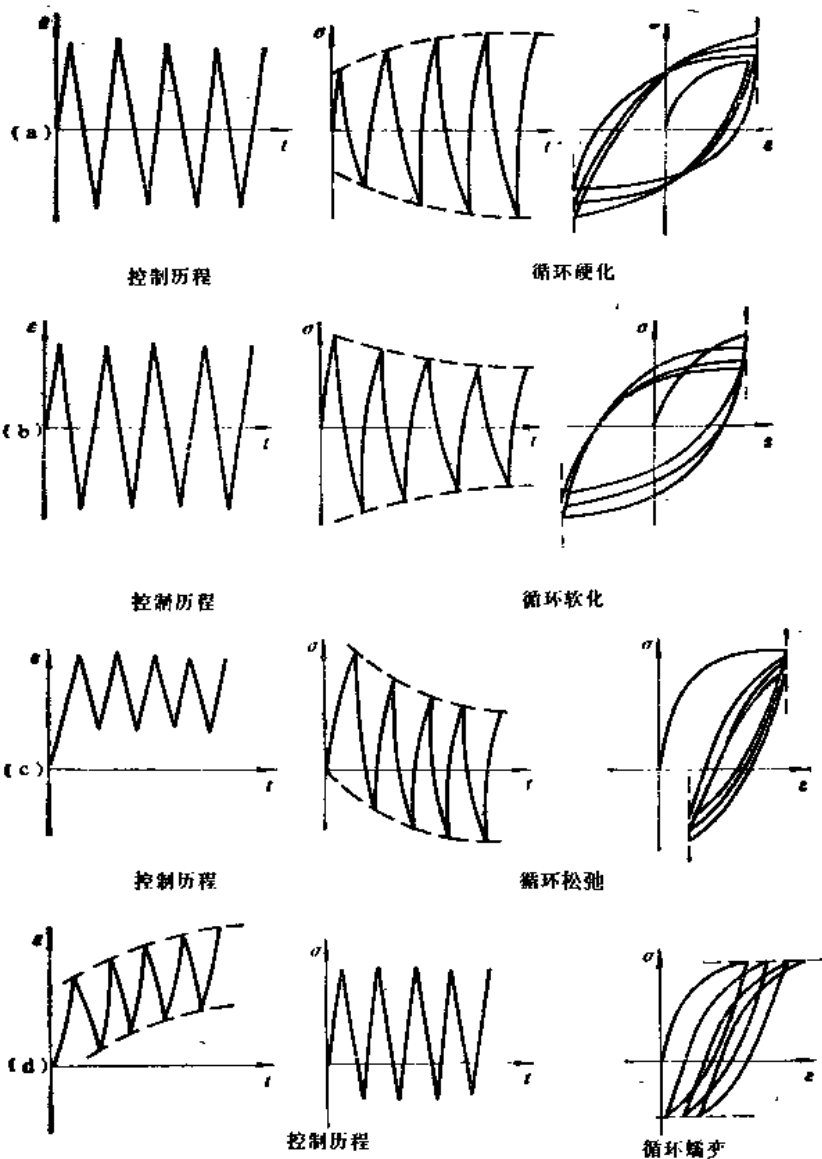 ε σ σ
(a) t t ε
控制历程 循环硬化
ε σ σ
(b) t t ε
控制历程 循环软化
ε σ σ
(c) t t ε
控制历程 循环松弛
ε σ σ
(d) t t ε
控制历程 循环蠕变